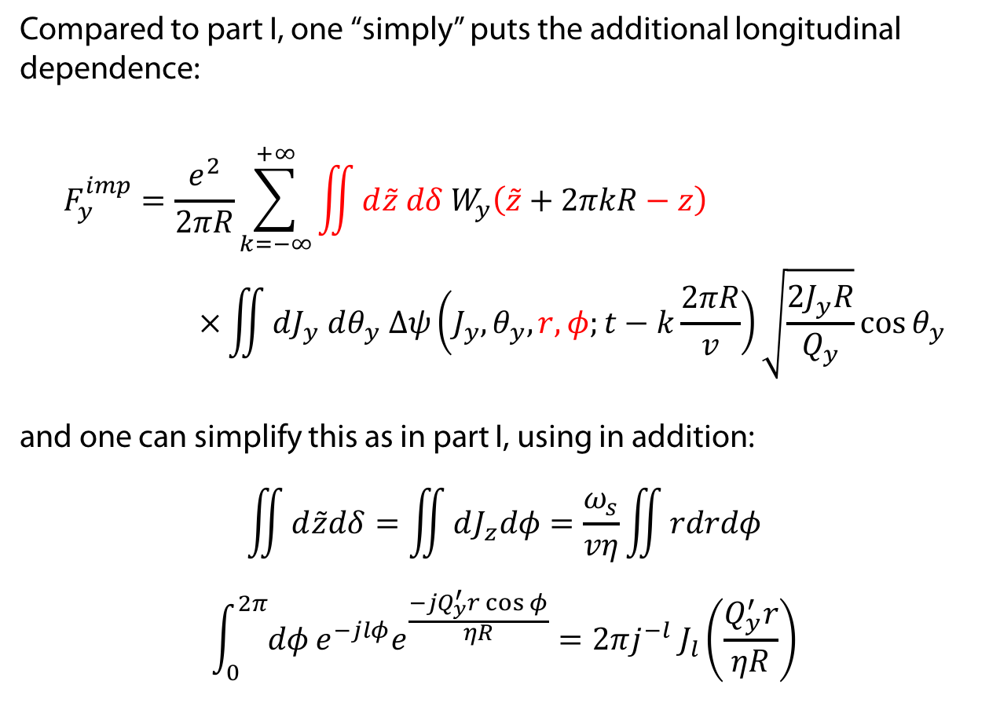 Compared to part I, one “simply” puts the additional longitudinal
dependence:
$F_y^{imp} = \frac{e^2}{2\pi R} \sum_{k=-\infty}^{+\infty} \iint d\tilde{z}\, d\delta\, W_y(\tilde{z} + 2\pi kR - z)$
$\times \iint dJ_y\, d\theta_y\, \Delta\psi \left( J_y, \theta_y, r, \phi; t - k \frac{2\pi R}{v} \right) \sqrt{\frac{2J_y R}{Q_y}} \cos\theta_y$
and one can simplify this as in part I, using in addition:
$\iint d\tilde{z} d\delta = \iint dJ_z d\phi = \frac{\omega_s}{v\eta} \iint r dr d\phi$
$\int_0^{2\pi} d\phi\, e^{-jl\phi} e^{\frac{-jQ_y' r \cos\phi}{\eta R}} = 2\pi j^{-l} J_l \left( \frac{Q_y' r}{\eta R} \right)$